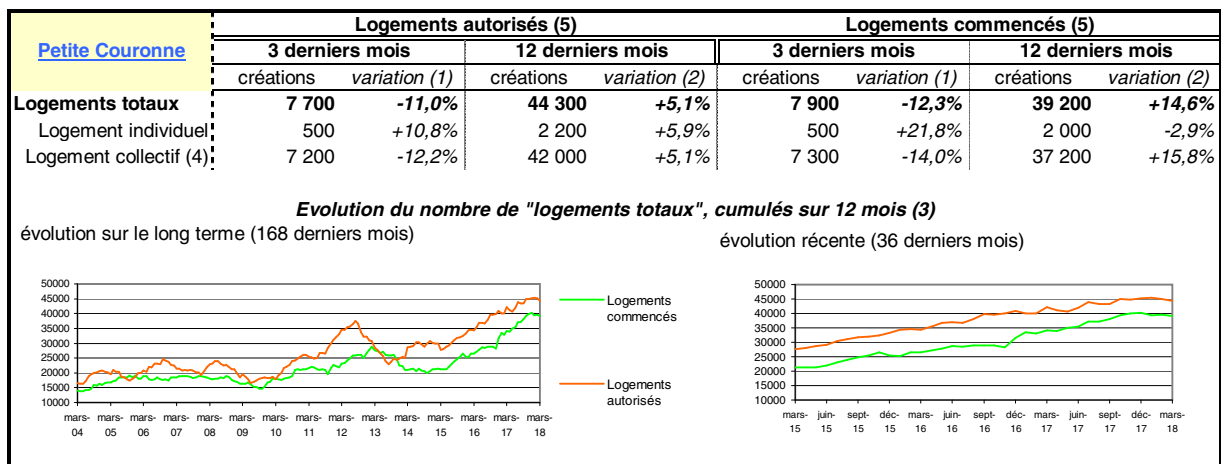 Logements autorisés (5) Logements commencés (5)
Petite Couronne 3 derniers mois 12 derniers mois 3 derniers mois 12 derniers mois
créations variation (1) créations variation (2) créations variation (1) créations variation (2)
Logements totaux 7 700 -11,0% 44 300 +5,1% 7 900 -12,3% 39 200 +14,6%
Logement individuel 500 +10,8% 2 200 +5,9% 500 +21,8% 2 000 -2,9%
Logement collectif (4) 7 200 -12,2% 42 000 +5,1% 7 300 -14,0% 37 200 +15,8%
Evolution du nombre de "logements totaux", cumulés sur 12 mois (3)
évolution sur le long terme (168 derniers mois)
50000
45000
40000
35000
30000
25000
20000
15000
10000
mars- mars- mars- mars- mars- mars- mars- mars- mars- mars- mars- mars- mars- mars- mars-
04 05 06 07 08 09 10 11 12 13 14 15 16 17 18
Logements
commencés
Logements
autorisés
évolution récente (36 derniers mois)
50000
45000
40000
35000
30000
25000
20000
15000
10000
mars- juin- sept- déc- mars- juin- sept- déc- mars- juin- sept- déc- mars-
15 15 15 15 16 16 16 16 17 17 17 17 18